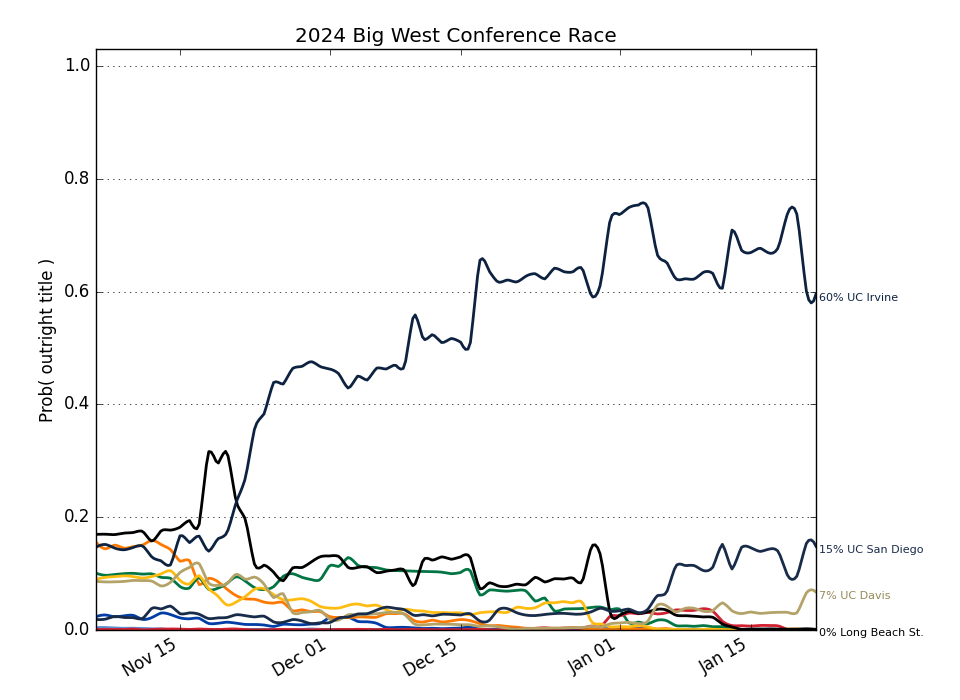 2024 Big West Conference Race
Prob( outright title )
1.0
0.8
0.6
0.4
0.2
0.0
Nov 15
Dec 01
Dec 15
Jan 01
Jan 15
60% UC Irvine
15% UC San Diego
7% UC Davis
0% Long Beach St.